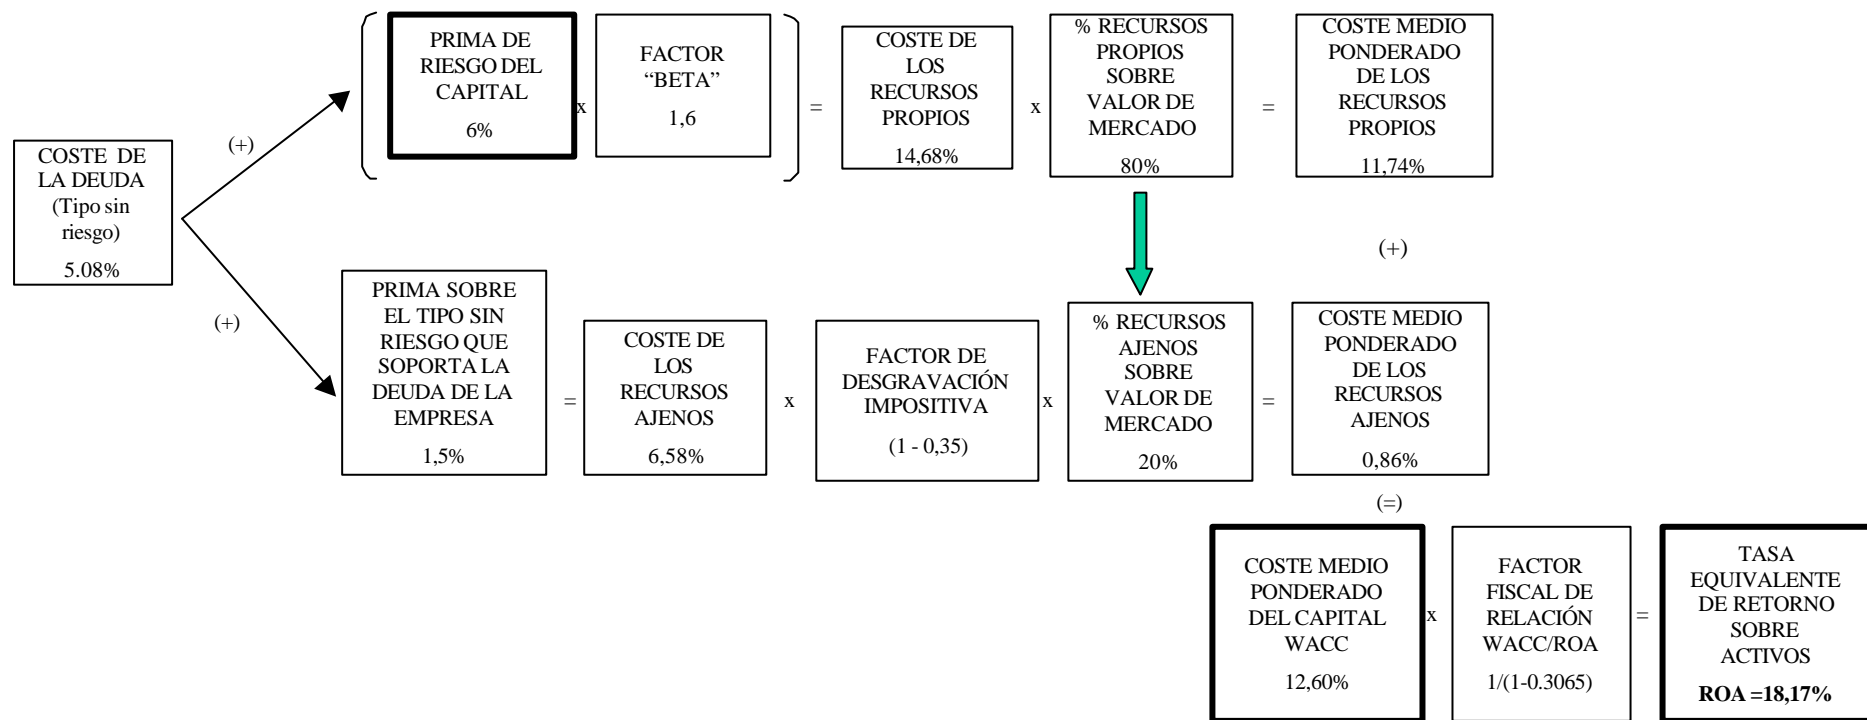 COSTE DE
LA DEUDA
(Tipo sin
riesgo)
5.08%
(+)
(+)
PRIMA DE
RIESGO DEL
CAPITAL
6%
x
FACTOR
“BETA”
1,6
=
COSTE DE
LOS
RECURSOS
PROPIOS
14,68%
x
% RECURSOS
PROPIOS
SOBRE
VALOR DE
MERCADO
80%
=
COSTE MEDIO
PONDERADO
DE LOS
RECURSOS
PROPIOS
11,74%
(+)
PRIMA SOBRE
EL TIPO SIN
RIESGO QUE
SOPORTA LA
DEUDA DE LA
EMPRESA
1,5%
=
COSTE DE
LOS
RECURSOS
AJENOS
6,58%
x
FACTOR DE
DESGRAVACIÓN
IMPOSITIVA
(1 - 0,35)
x
% RECURSOS
AJENOS
SOBRE
VALOR DE
MERCADO
20%
=
COSTE MEDIO
PONDERADO
DE LOS
RECURSOS
AJENOS
0,86%
(=)
COSTE MEDIO
PONDERADO
DEL CAPITAL
WACC
12,60%
x
FACTOR
FISCAL DE
RELACIÓN
WACC/ROA
1/(1-0.3065)
=
TASA
EQUIVALENTE
DE RETORNO
SOBRE
ACTIVOS
ROA =18,17%